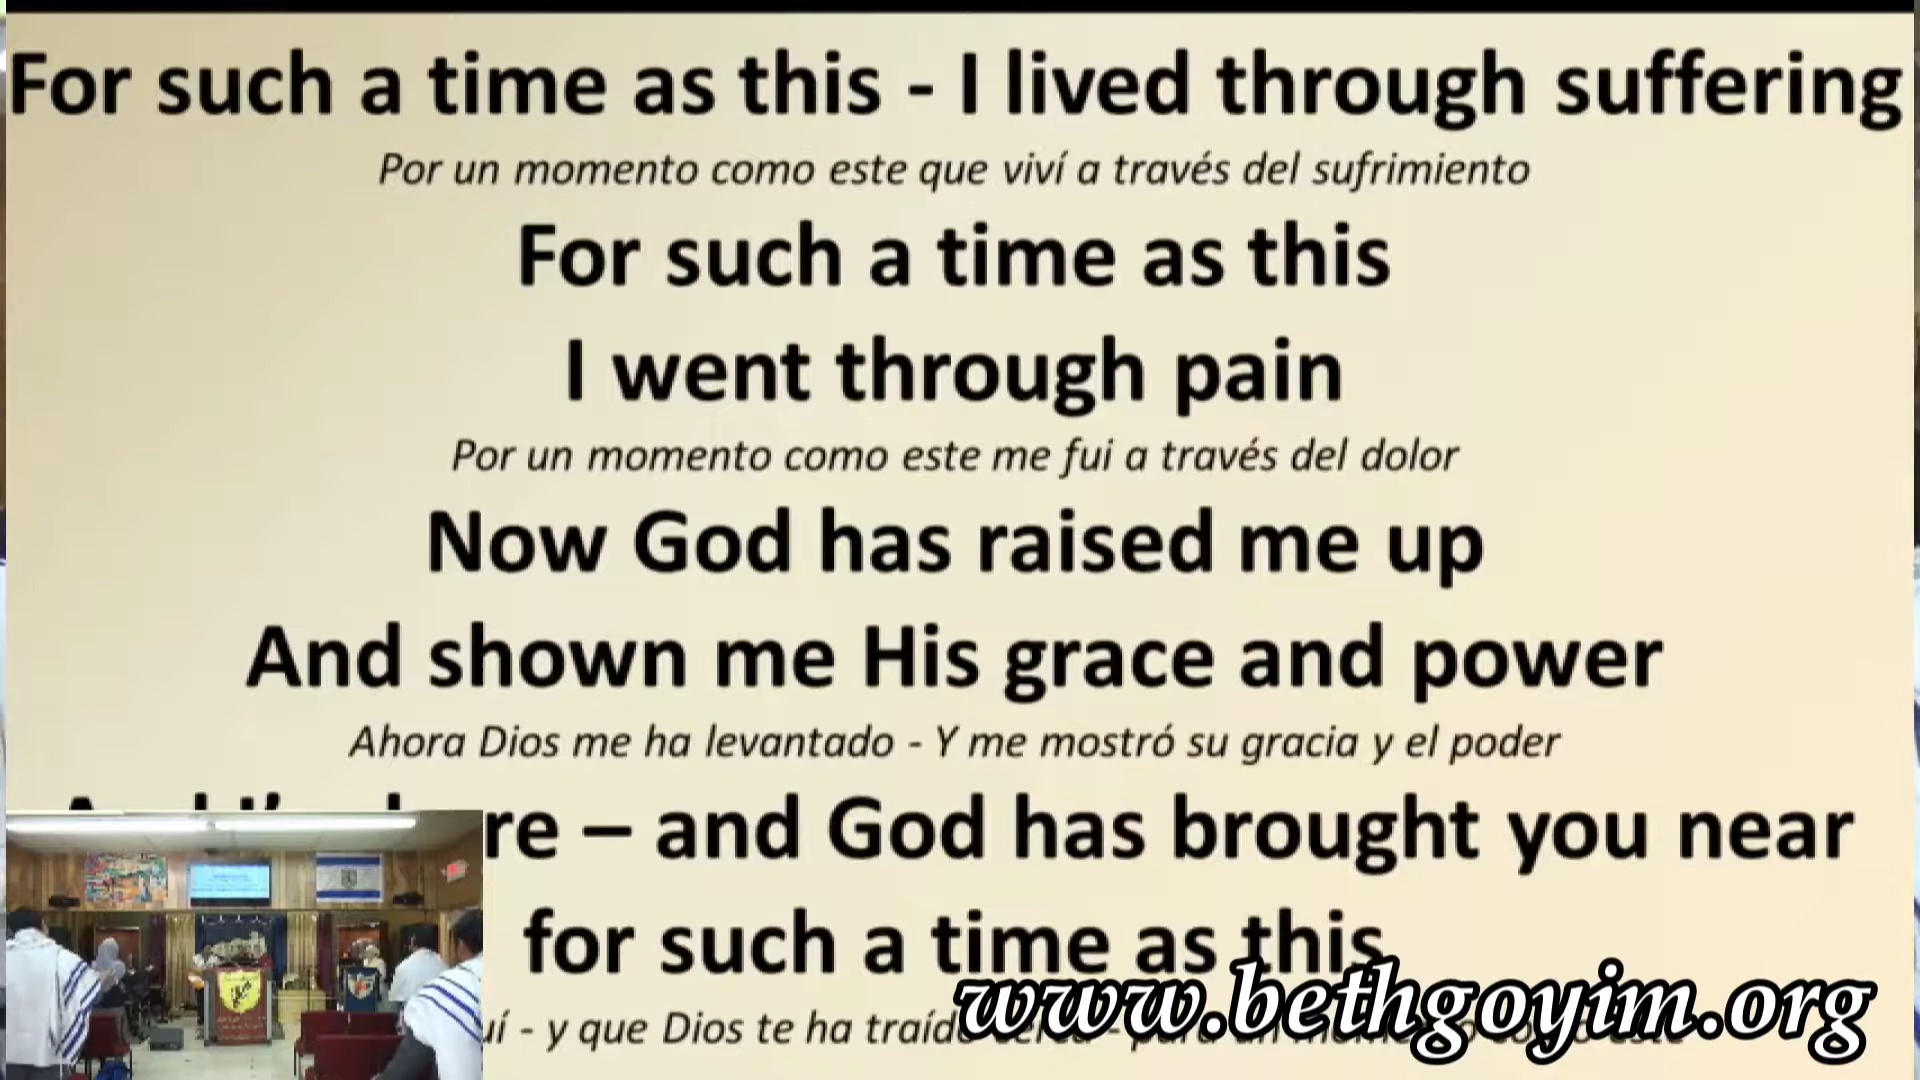 For such a time as this - I lived through suffering
Por un momento como este que viví a través del sufrimiento
For such a time as this
I went through pain
Por un momento como este me fui a través del dolor
Now God has raised me up
And shown me His grace and power
Ahora Dios me ha levantado - Y me mostró su gracia y el poder
– and God has brought you near
for such a time as this
- y que Dios te ha traído
www.bethgoyim.org